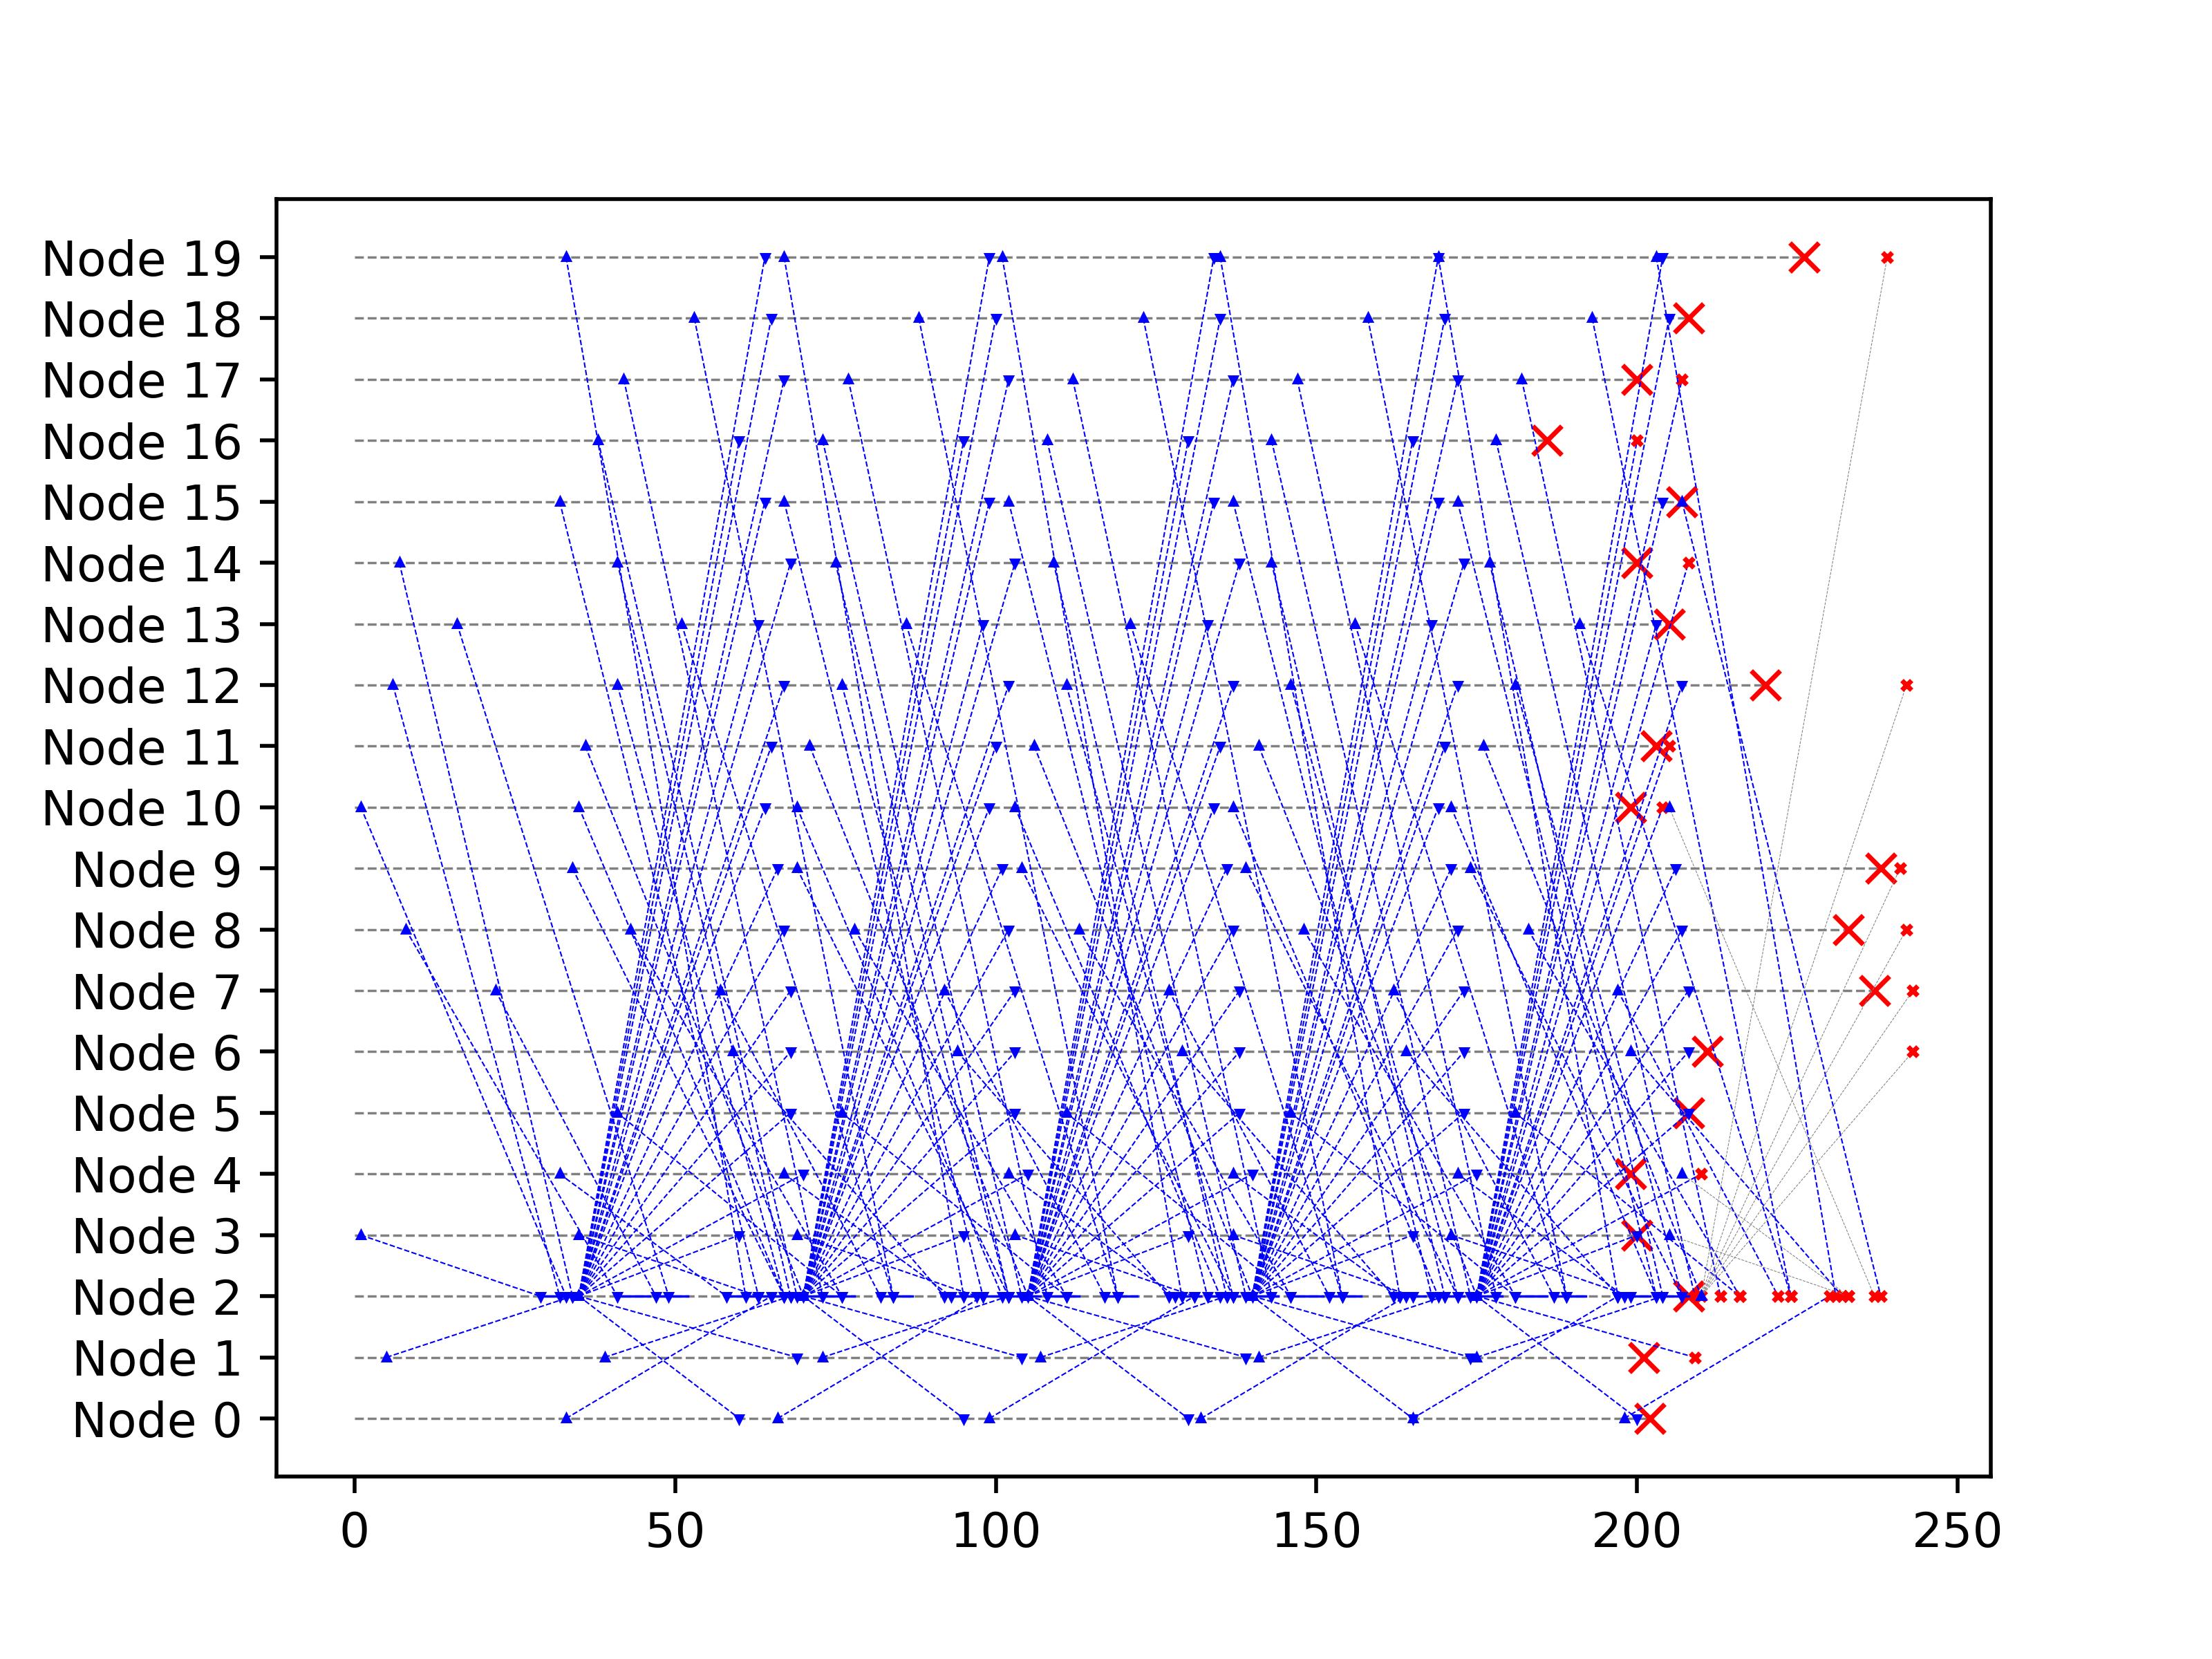 Node 19
Node 18
Node 17
Node 16
Node 15
Node 14
Node 13
Node 12
Node 11
Node 10
Node 9
Node 8
Node 7
Node 6
Node 5
Node 4
Node 3
Node 2
Node 1
Node 0
0 50 100 150 200 250